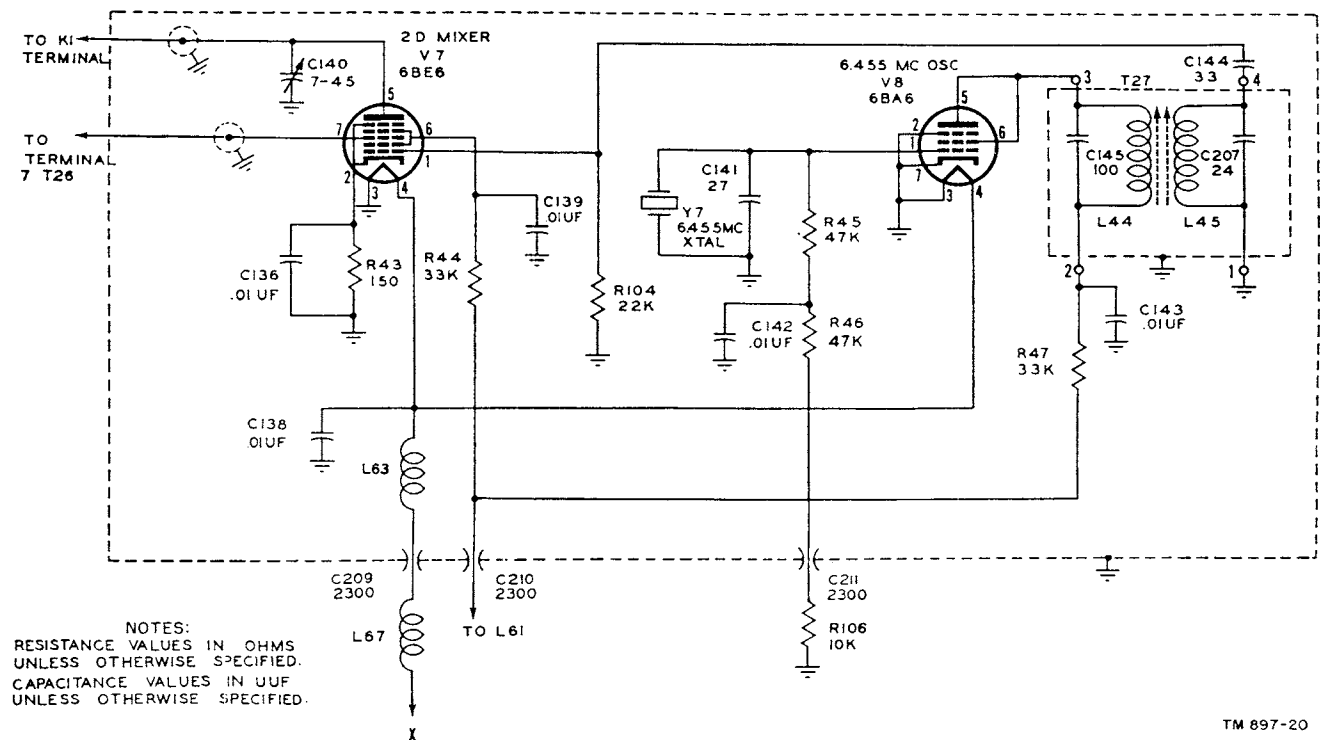 TO K1
TERMINAL
C140
7-45
2D MIXER
V7
6BE6
5
7
6
1
2
3
4
TO
TERMINAL
7 T26
C136
.01UF
R43
150
R44
33K
C139
.01UF
R104
22K
6.455 MC OSC
V8
6BA6
5
2
1
7
6
3
4
C141
27
Y7
6.455MC
XTAL
R45
47K
C142
.01UF
R46
47K
C144
33
T27
3
4
C145
100
C207
24
L44
L45
2
1
C143
.01UF
R47
33K
C138
.01UF
L63
C209
2300
C210
2300
C211
2300
L67
TO L61
R106
10K
X
NOTES:
RESISTANCE VALUES IN OHMS
UNLESS OTHERWISE SPECIFIED.
CAPACITANCE VALUES IN UUF
UNLESS OTHERWISE SPECIFIED.
TM 897-20